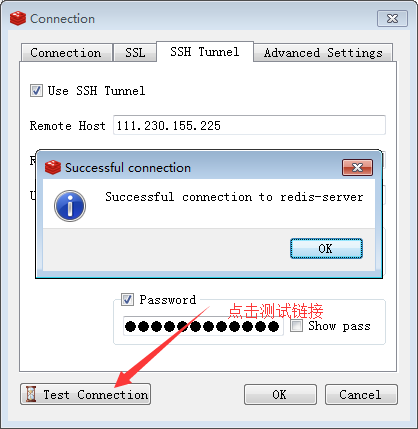 Connection
Connection SSL SSH Tunnel Advanced Settings
Use SSH Tunnel
Remote Host 111.230.155.225
Successful connection
Successful connection to redis-server
OK
Password
点击测试链接
Show pass
Test Connection OK Cancel